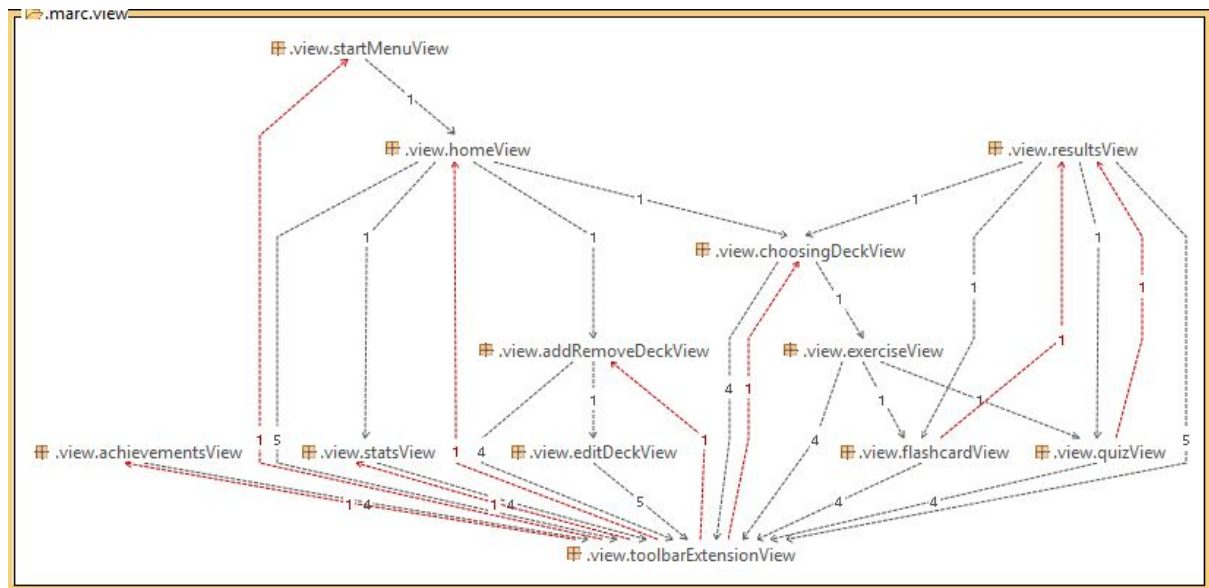 .marc.view
.view.startMenuView
1
.view.homeView
.view.resultsView
1
1
1
1
1
.view.choosingDeckView
1
1
1
1
.view.addRemoveDeckView
.view.exerciseView
4
1
1
1
1
1
5
1
4
1
4
5
.view.achievementsView
.view.statsView
.view.editDeckView
.view.flashcardView
.view.quizView
1
4
1
4
5
4
4
.view.toolbarExtensionView